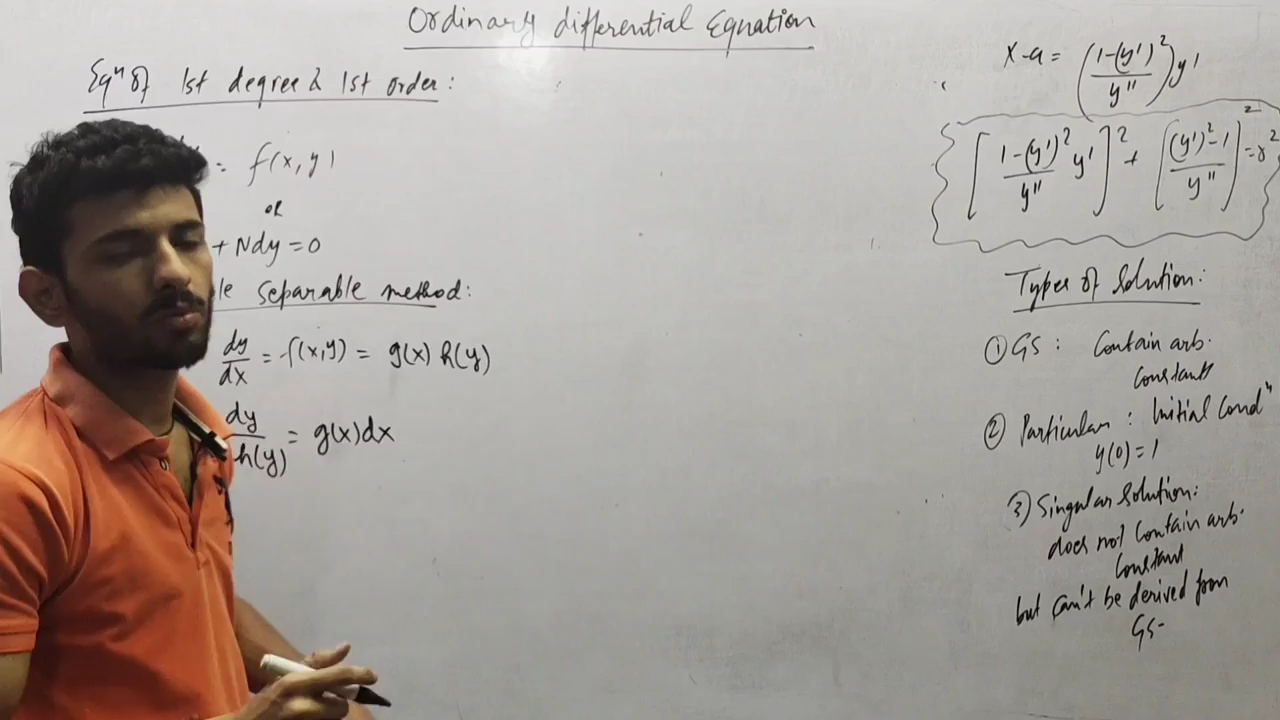 Ordinary differential Equation
Eqn of 1st degree & 1st order:
= f(x, y)
OR
+ Ndy = 0
le separable method:
dy/dx = f(x, y) = g(x) h(y)
dy/h(y) = g(x)dx
x-a = ((1-(y')²)/y'')y'
[(1-(y')²)/y'' y']² + [((y')²-1)/y'']² = r²
Types of Solution:
① GS: Contain arb.
constants
② Particular: Initial Condn
y(0) = 1
③ Singular Solution:
does not contain arb.
constant
but can't be derived from
GS-